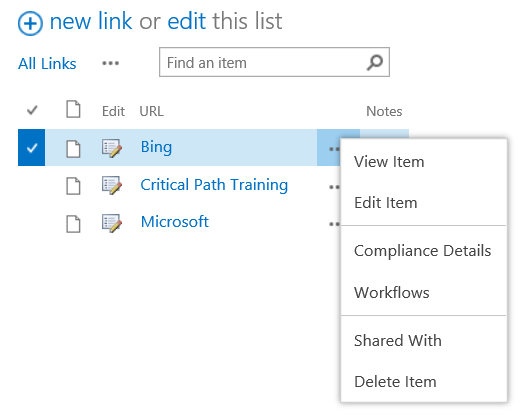 new link or edit this list
All Links ••• Find an item
Edit URL Notes
Bing
View Item
Critical Path Training
Edit Item
Microsoft
Compliance Details
Workflows
Shared With
Delete Item